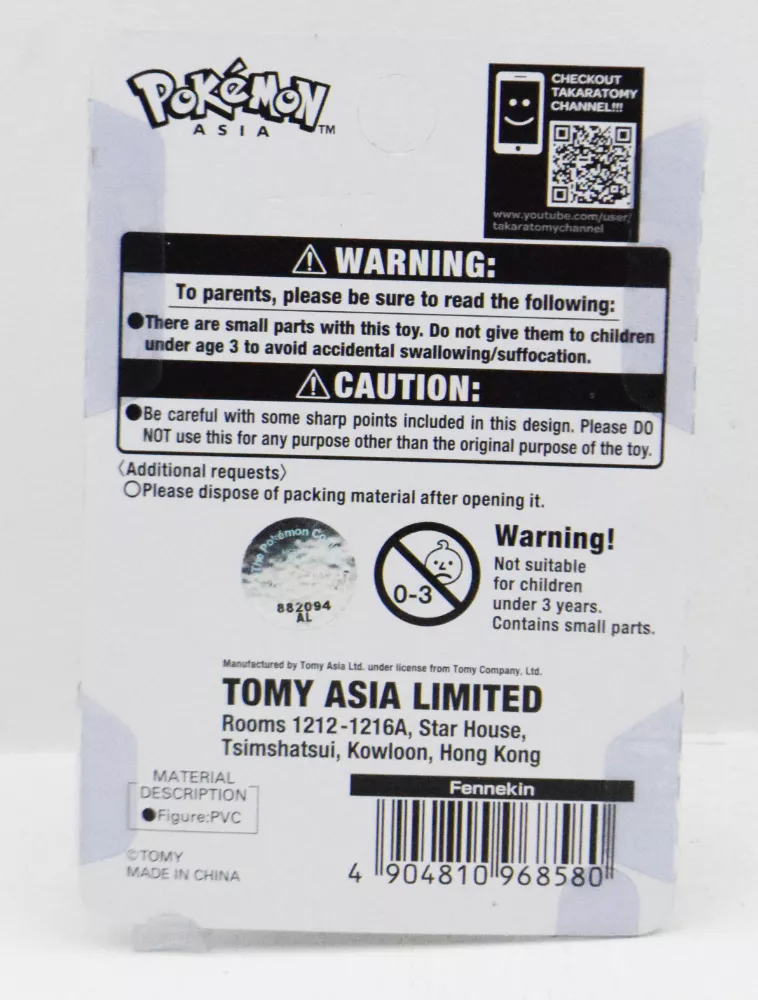 POKéMON
ASIA TM
CHECKOUT
TAKARATOMY
CHANNEL!!!
www.youtube.com/user/
takaratomychannel
WARNING:
To parents, please be sure to read the following:
●There are small parts with this toy. Do not give them to children
under age 3 to avoid accidental swallowing/suffocation.
CAUTION:
●Be careful with some sharp points included in this design. Please DO
NOT use this for any purpose other than the original purpose of the toy.
〈Additional requests〉
○Please dispose of packing material after opening it.
The Pokémon
882094
AL
0-3
Warning!
Not suitable
for children
under 3 years.
Contains small parts.
Manufactured by Tomy Asia Ltd. under license from Tomy Company, Ltd.
TOMY ASIA LIMITED
Rooms 1212-1216A, Star House,
Tsimshatsui, Kowloon, Hong Kong
MATERIAL
DESCRIPTION
●Figure:PVC
©TOMY
MADE IN CHINA
Fennekin
4 904810 968580